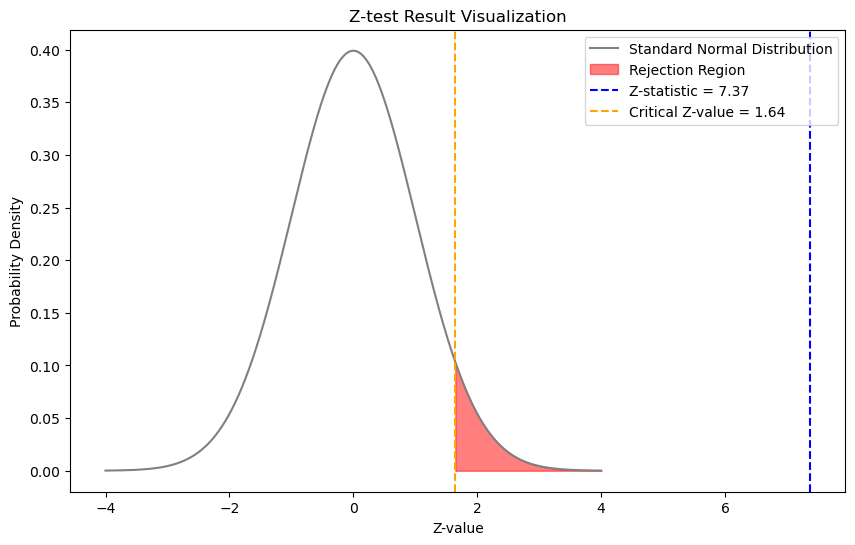 Z-test Result Visualization
Standard Normal Distribution
Rejection Region
Z-statistic = 7.37
Critical Z-value = 1.64
Probability Density
0.40
0.35
0.30
0.25
0.20
0.15
0.10
0.05
0.00
−4 −2 0 2 4 6
Z-value